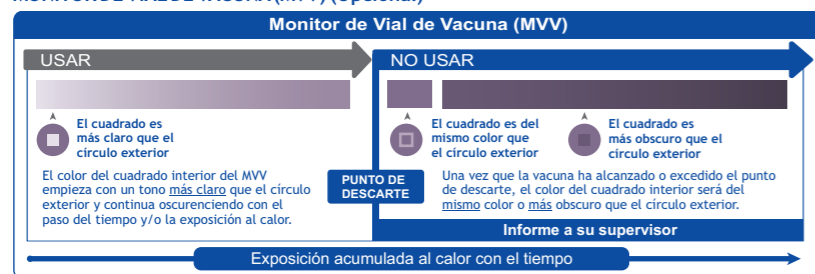 Monitor de Vial de Vacuna (MVV)
USAR
El cuadrado es
más claro que el
círculo exterior
El color del cuadrado interior del MVV
empieza con un tono más claro que el círculo
exterior y continua oscurenciendo con el
paso del tiempo y/o la exposición al calor.
PUNTO DE
DESCARTE
NO USAR
El cuadrado es del
mismo color que
el círculo exterior
El cuadrado es
más obscuro que el
círculo exterior
Una vez que la vacuna ha alcanzado o excedido el punto
de descarte, el color del cuadrado interior será del
mismo color o más obscuro que el círculo exterior.
Informe a su supervisor
Exposición acumulada al calor con el tiempo